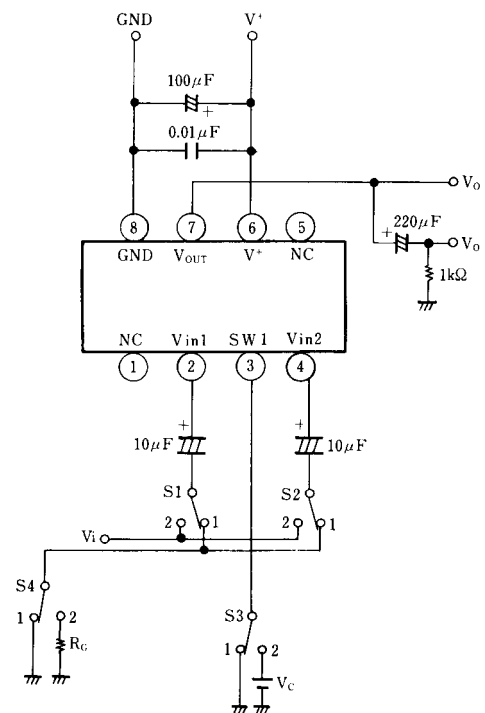 GND V⁺
100μF
+
0.01μF
Vo
220μF
+ Vo
1kΩ
8 7 6 5
GND VOUT V⁺ NC
NC Vin1 SW1 Vin2
1 2 3 4
+ +
10μF 10μF
S1 S2
2 1 2 1
Vi
S4 S3
1 2 1 2
RG VC